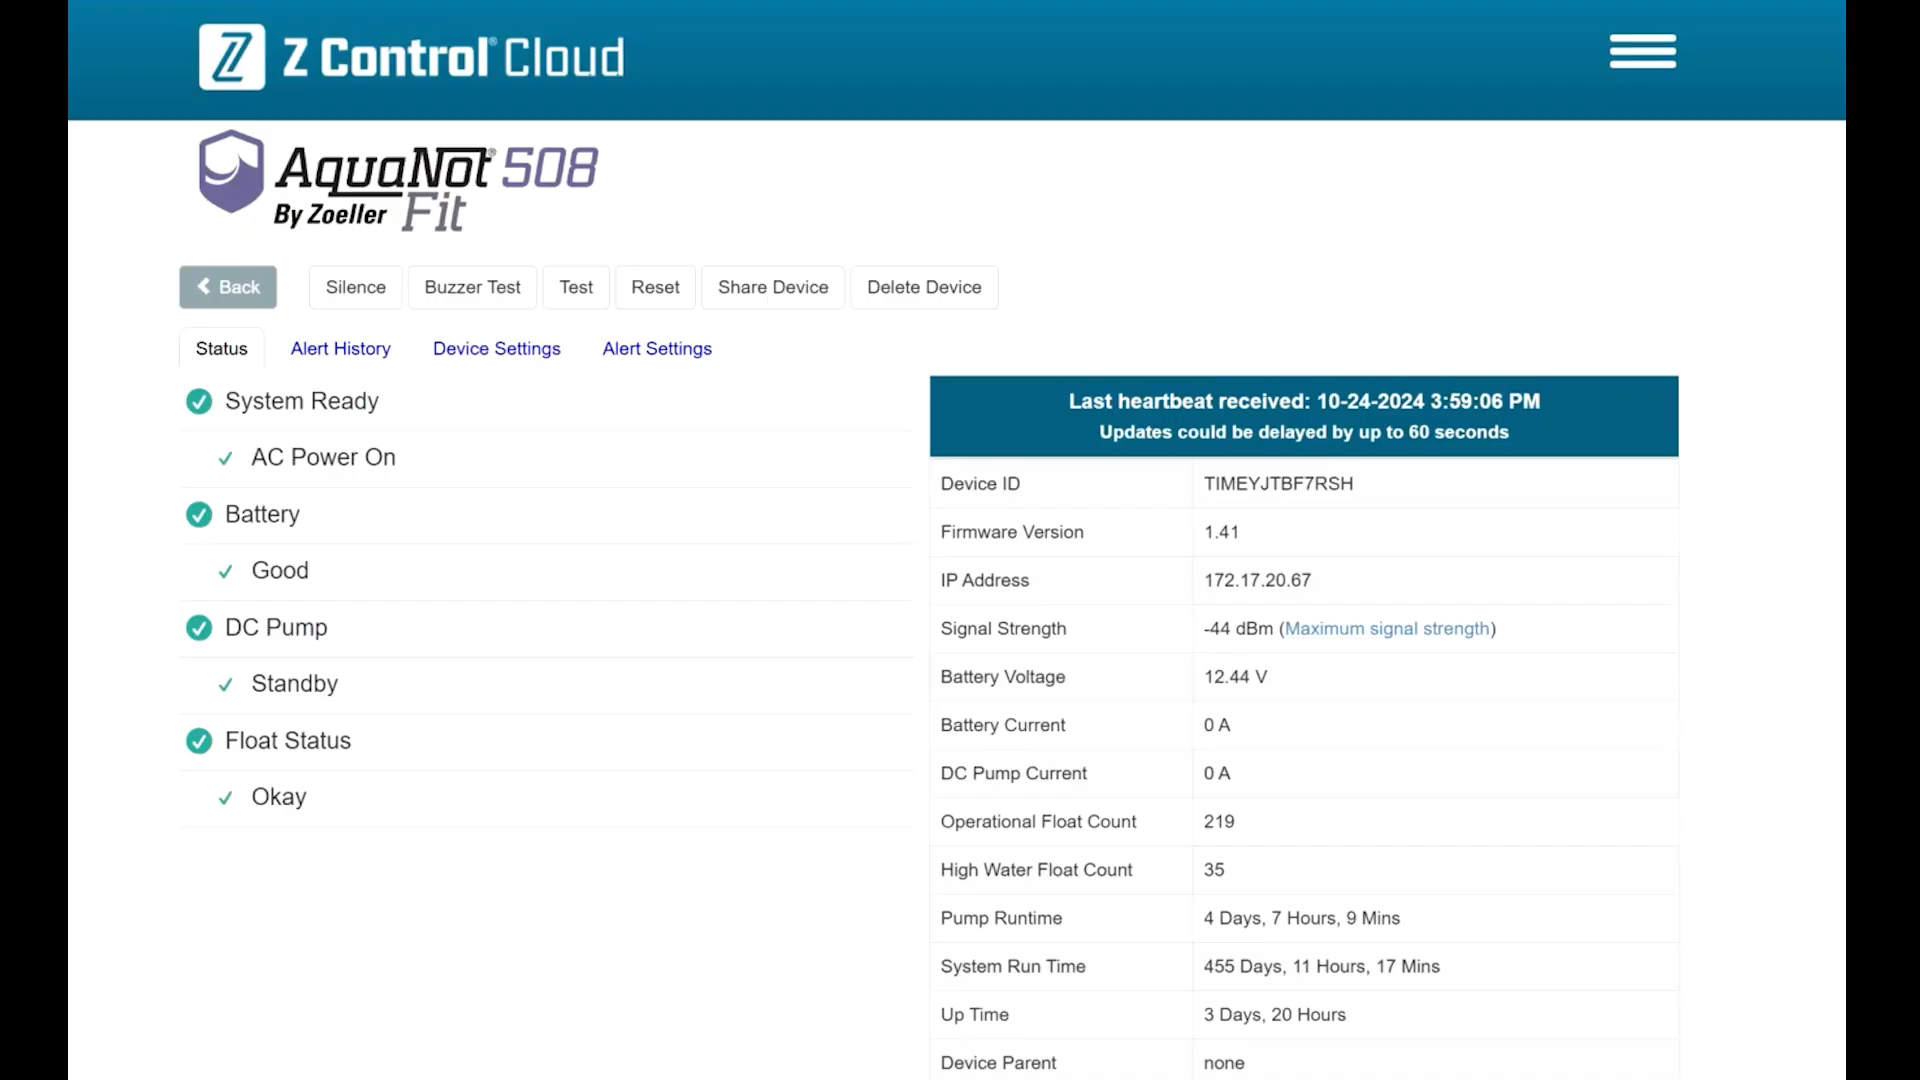 Z Control® Cloud
AquaNot® 508
By Zoeller Fit
Back Silence Buzzer Test Test Reset Share Device Delete Device
Status Alert History Device Settings Alert Settings
System Ready
AC Power On
Battery
Good
DC Pump
Standby
Float Status
Okay
Last heartbeat received: 10-24-2024 3:59:06 PM
Updates could be delayed by up to 60 seconds
Device ID TIMEYJTBF7RSH
Firmware Version 1.41
IP Address 172.17.20.67
Signal Strength -44 dBm (Maximum signal strength)
Battery Voltage 12.44 V
Battery Current 0 A
DC Pump Current 0 A
Operational Float Count 219
High Water Float Count 35
Pump Runtime 4 Days, 7 Hours, 9 Mins
System Run Time 455 Days, 11 Hours, 17 Mins
Up Time 3 Days, 20 Hours
Device Parent none